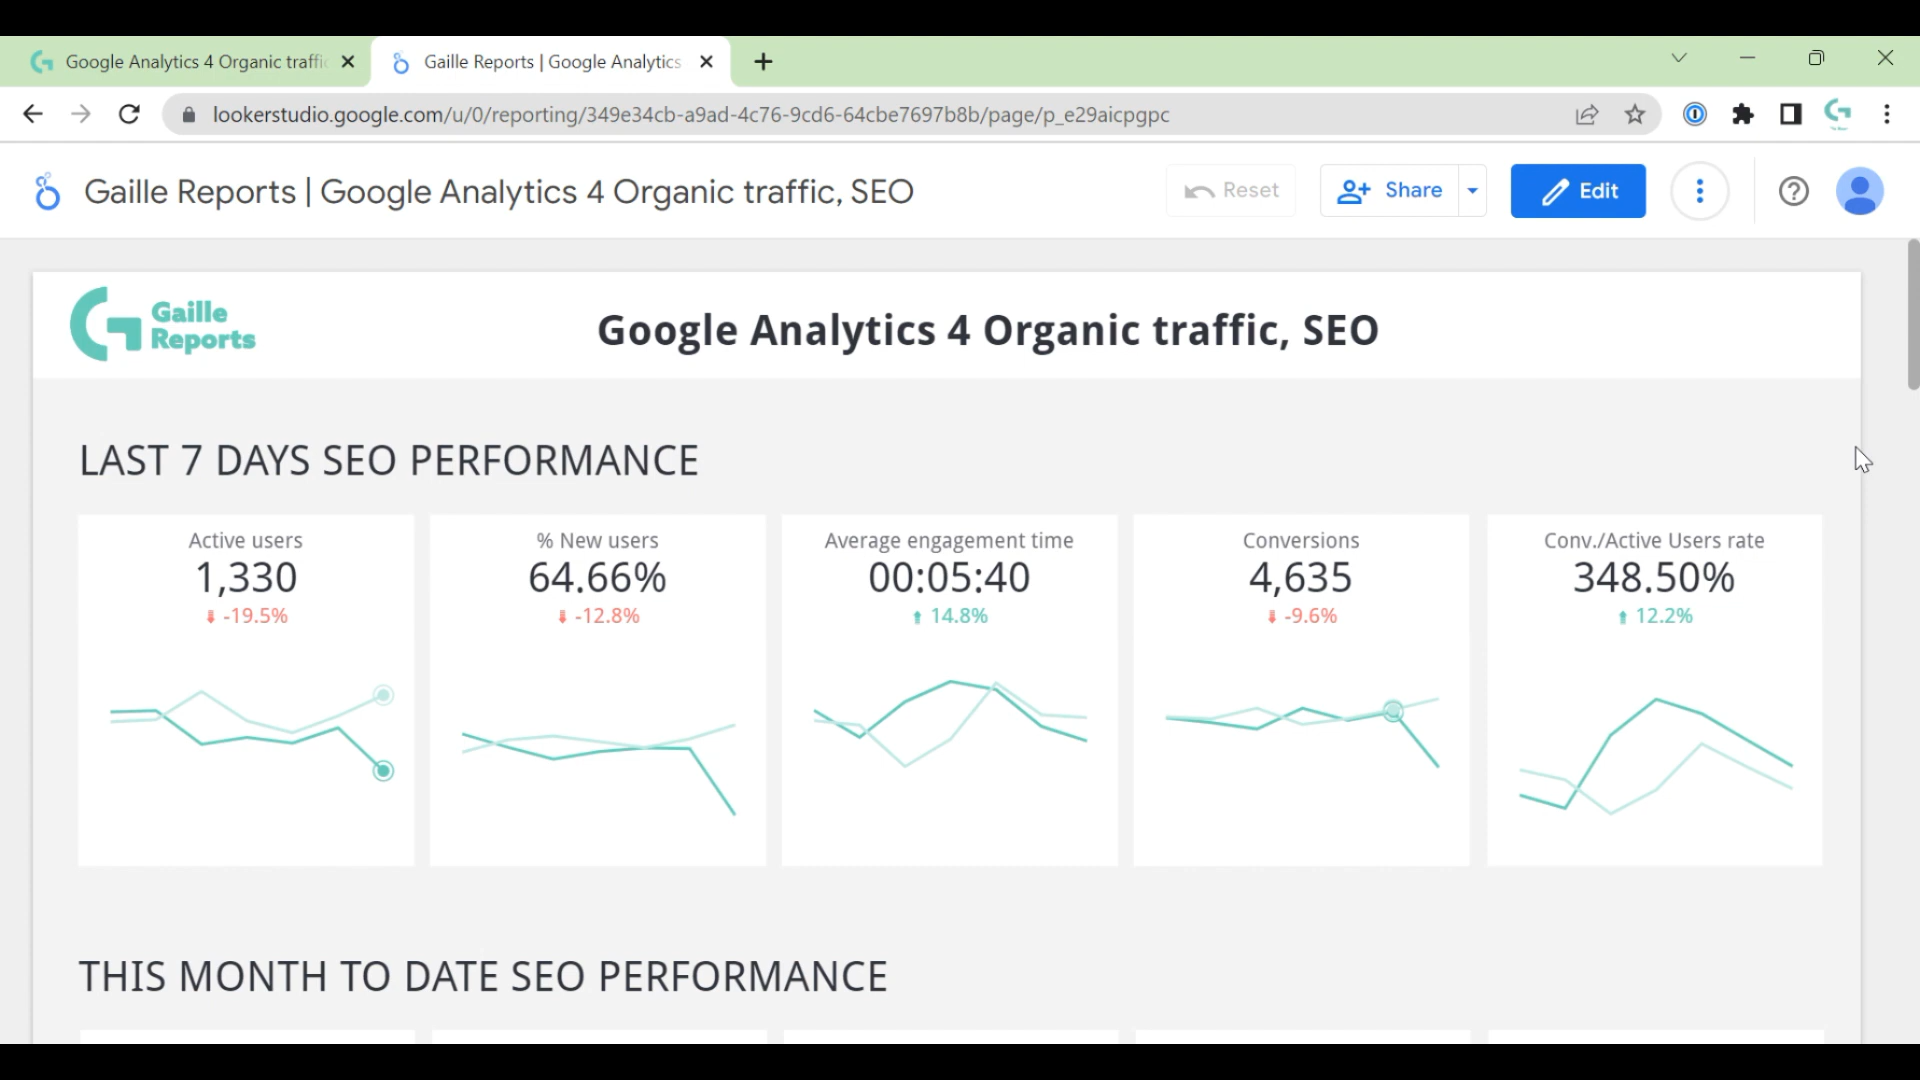 Google Analytics 4 Organic traffic
Gaille Reports | Google Analytics
lookerstudio.google.com/u/0/reporting/349e34cb-a9ad-4c76-9cd6-64cbe7697b8b/page/p_e29aicpgpc
Gaille Reports | Google Analytics 4 Organic traffic, SEO
Reset
Share
Edit
Gaille
Reports
Google Analytics 4 Organic traffic, SEO
LAST 7 DAYS SEO PERFORMANCE
Active users
1,330
-19.5%
% New users
64.66%
-12.8%
Average engagement time
00:05:40
14.8%
Conversions
4,635
-9.6%
Conv./Active Users rate
348.50%
12.2%
THIS MONTH TO DATE SEO PERFORMANCE